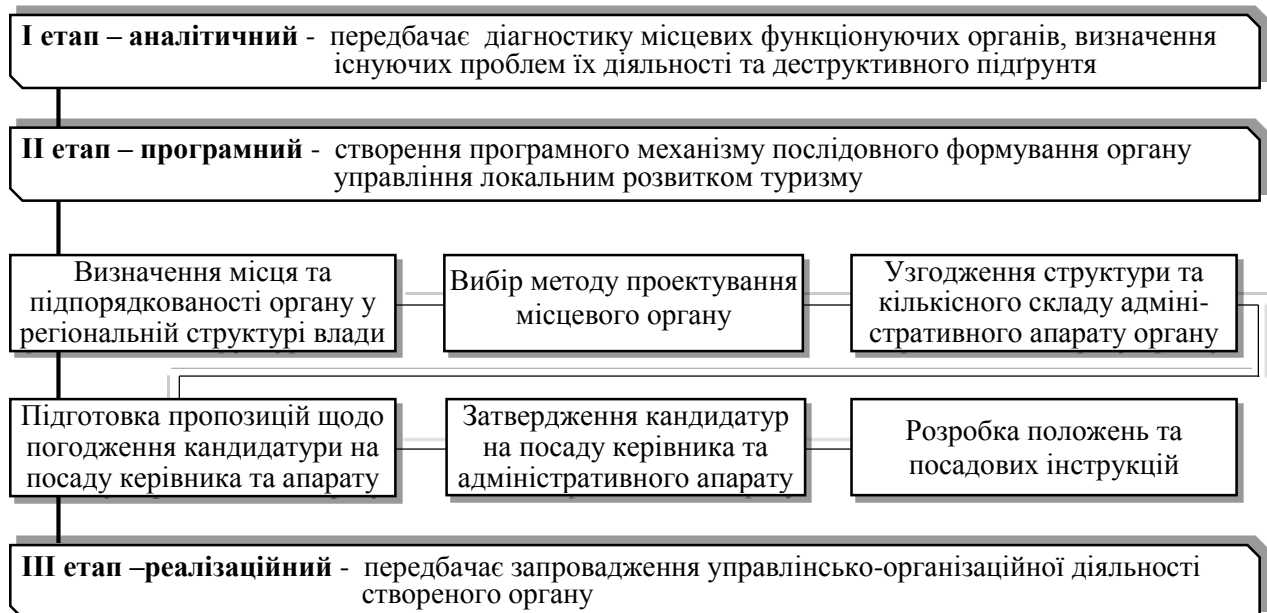 І етап – аналітичний - передбачає діагностику місцевих функціонуючих органів, визначення
існуючих проблем їх діяльності та деструктивного підґрунтя
ІІ етап – програмний - створення програмного механізму послідовного формування органу
управління локальним розвитком туризму
Визначення місця та
підпорядкованості органу у
регіональній структурі влади
Вибір методу проектування
місцевого органу
Узгодження структури та
кількісного складу адміні-
стративного апарату органу
Підготовка пропозицій щодо
погодження кандидатури на
посаду керівника та апарату
Затвердження кандидатур
на посаду керівника та
адміністративного апарату
Розробка положень та
посадових інструкцій
ІІІ етап –реалізаційний - передбачає запровадження управлінсько-організаційної діяльності
створеного органу